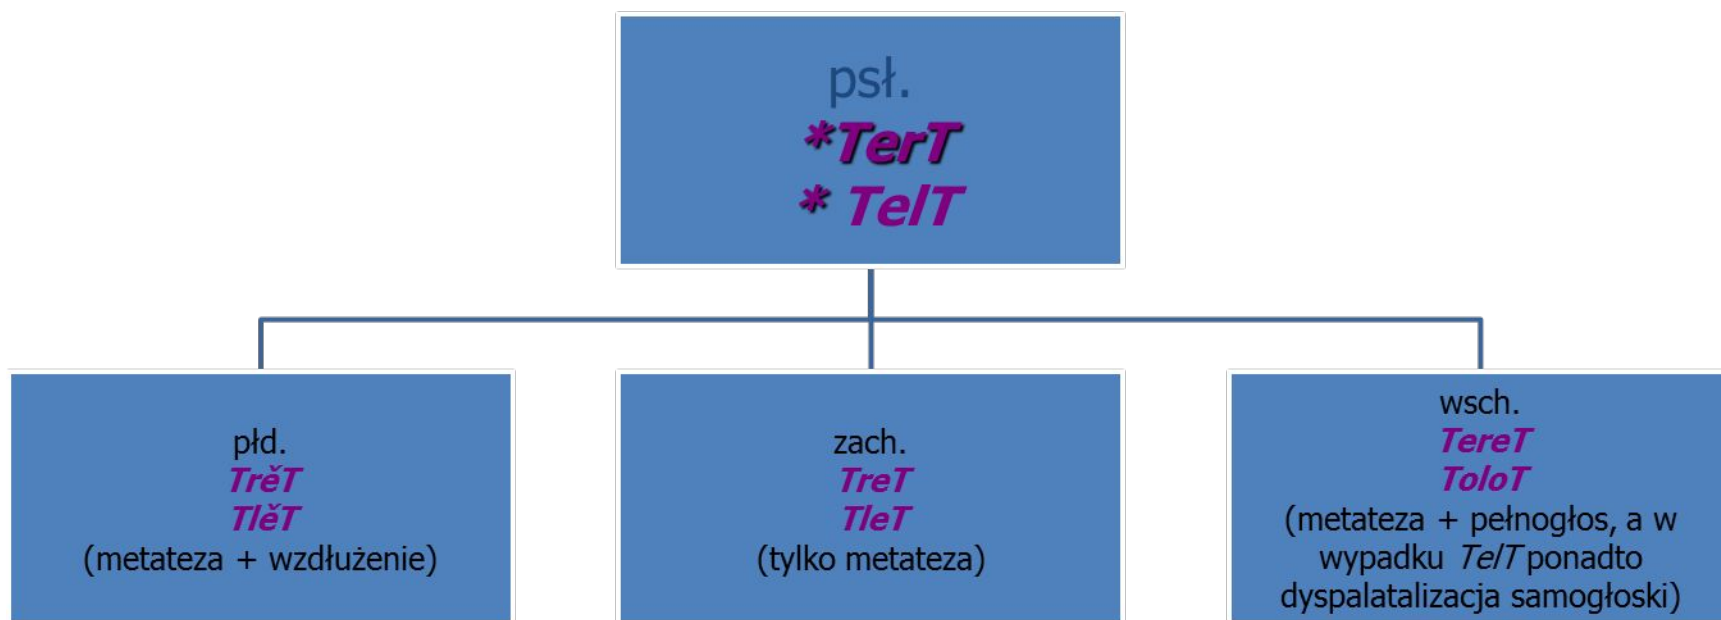 psł.
*TerT
* TelT
płd.
TrěT
TlěT
(metateza + wzdłużenie)
zach.
TreT
TleT
(tylko metateza)
wsch.
TereT
ToloT
(metateza + pełnogłos, a w
wypadku TelT ponadto
dyspalatalizacja samogłoski)